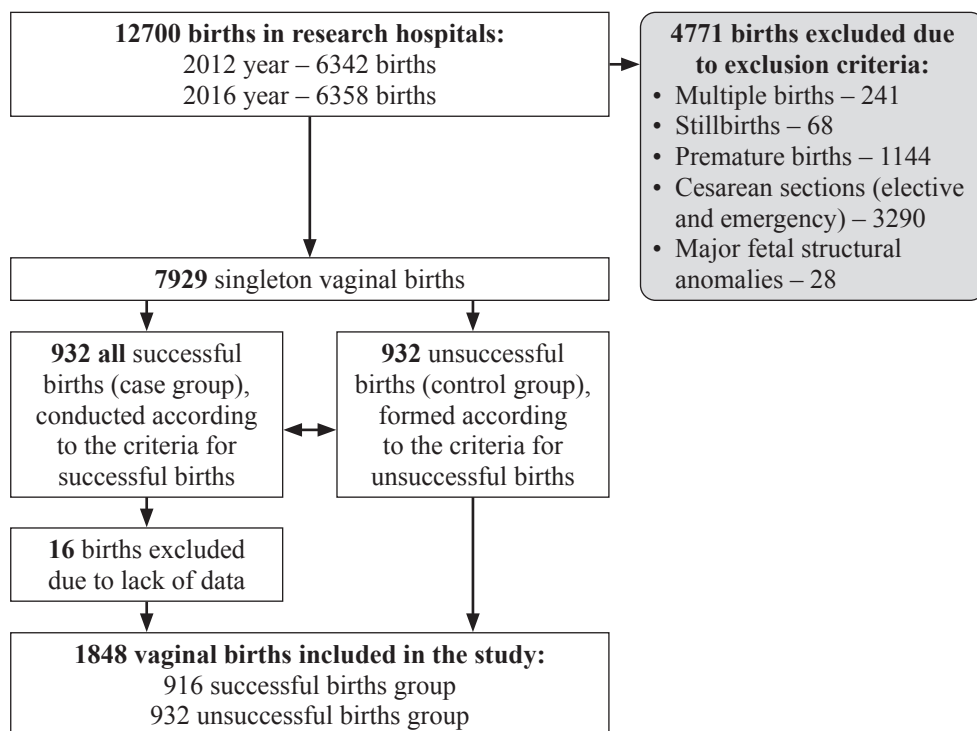 12700 births in research hospitals:
2012 year – 6342 births
2016 year – 6358 births
4771 births excluded due
to exclusion criteria:
• Multiple births – 241
• Stillbirths – 68
• Premature births – 1144
• Cesarean sections (elective
and emergency) – 3290
• Major fetal structural
anomalies – 28
7929 singleton vaginal births
932 all successful
births (case group),
conducted according
to the criteria for
successful births
932 unsuccessful
births (control group),
formed according
to the criteria for
unsuccessful births
16 births excluded
due to lack of data
1848 vaginal births included in the study:
916 successful births group
932 unsuccessful births group